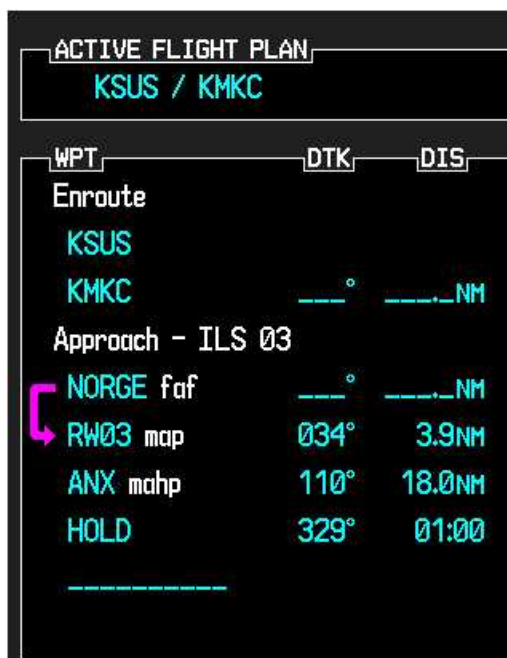 ACTIVE FLIGHT PLAN
KSUS / KMKC
WPT DTK DIS
Enroute
KSUS
KMKC ___° ___._NM
Approach - ILS 03
NORGE faf ___° ___._NM
RW03 map 034° 3.9NM
ANX mahp 110° 18.0NM
HOLD 329° 01:00
__________